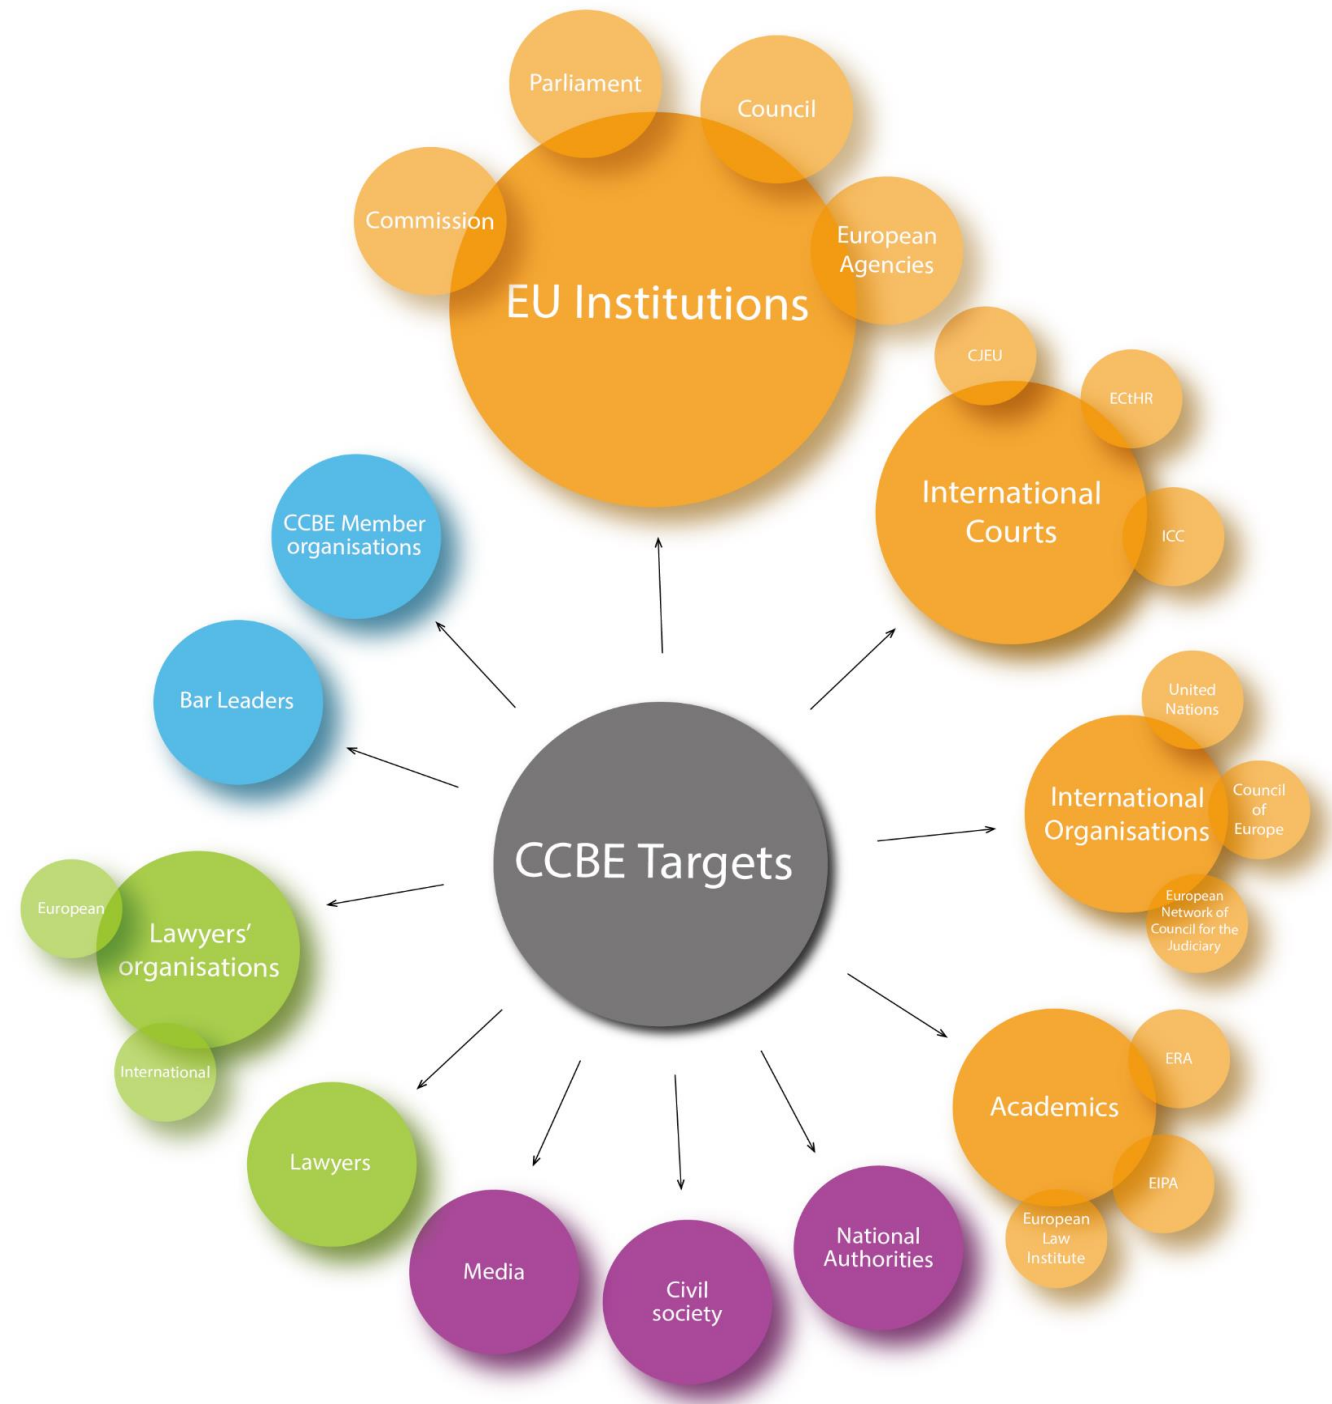 Parliament
Council
Commission
European
Agencies
EU Institutions
CJEU
ECtHR
International
Courts
ICC
CCBE Member
organisations
Bar Leaders
United
Nations
International
Organisations
Council
of
Europe
European
Network of
Council for the
Judiciary
CCBE Targets
European
Lawyers’
organisations
International
Lawyers
Media
Civil
society
National
Authorities
Academics
ERA
EIPA
European
Law
Institute